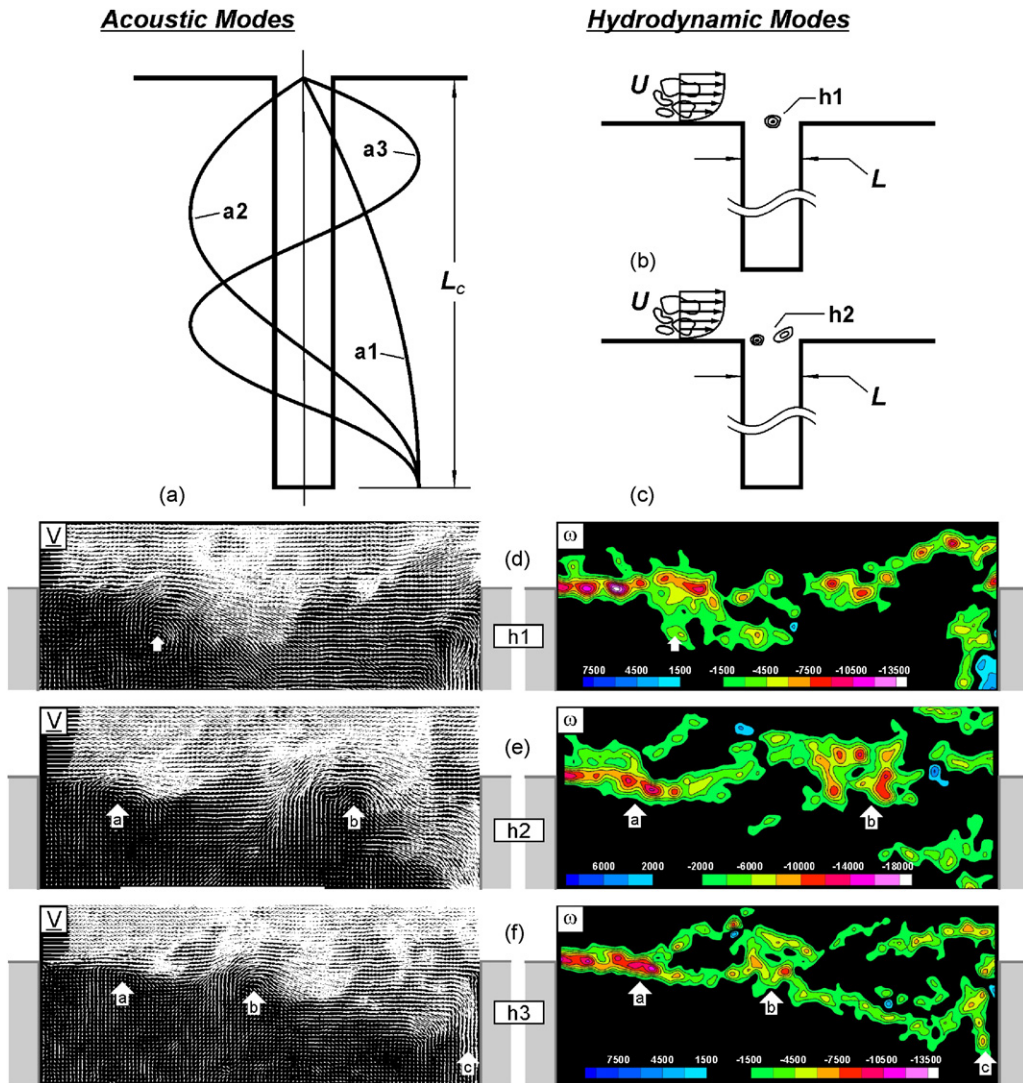 Acoustic Modes
Hydrodynamic Modes
a3
a2
a1
Lc
(a)
U
h1
L
(b)
U
h2
L
(c)
V
(d)
h1
ω
7500 4500 1500 -1500 -4500 -7500 -10500 -13500
V
(e)
h2
a
b
ω
a
b
6000 2000 -2000 -6000 -10000 -14000 -18000
V
(f)
h3
a
b
c
ω
a
b
c
7500 4500 1500 -1500 -4500 -7500 -10500 -13500